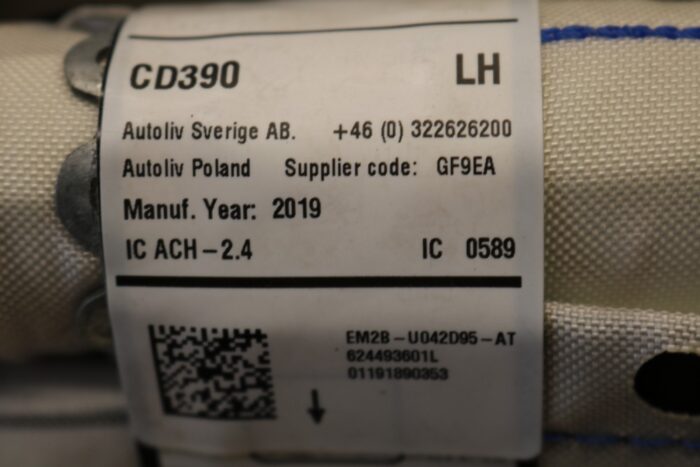 CD390 LH
Autoliv Sverige AB. +46 (0) 322626200
Autoliv Poland Supplier code: GF9EA
Manuf. Year: 2019
IC ACH-2.4 IC 0589
EM2B-U042D95-AT
624493601L
01191890353